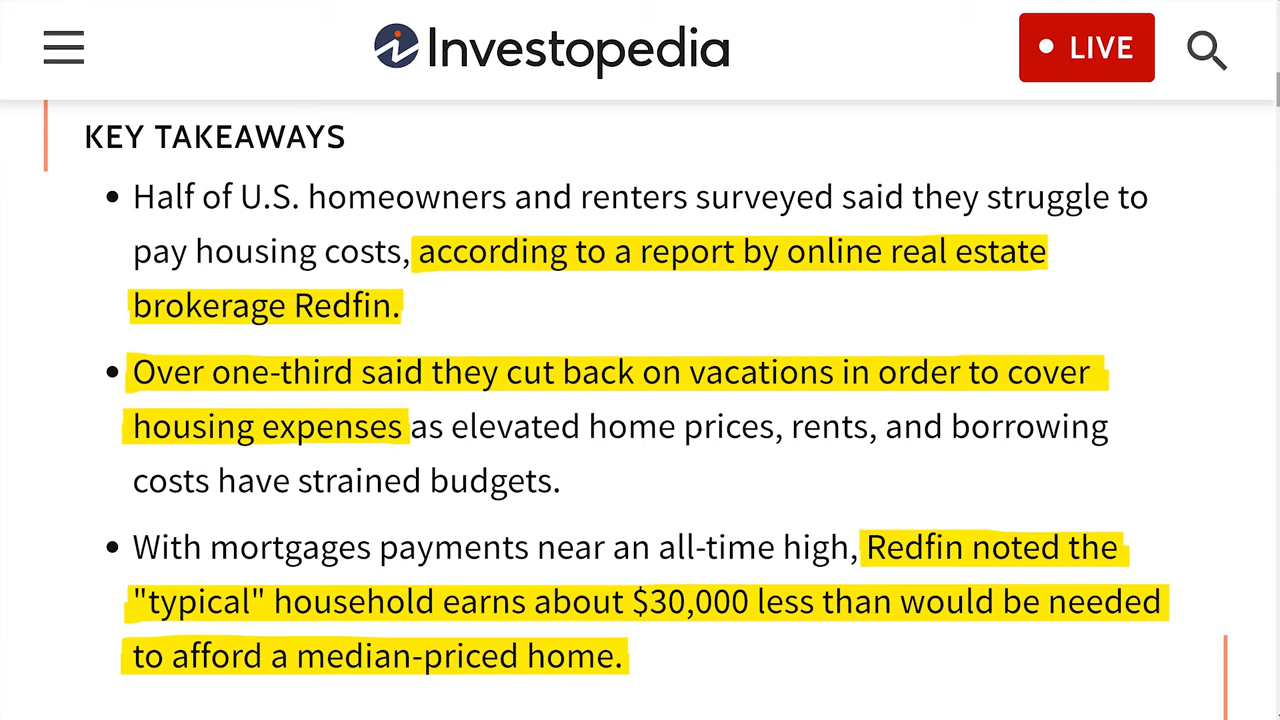 Investopedia
LIVE
KEY TAKEAWAYS
• Half of U.S. homeowners and renters surveyed said they struggle to
pay housing costs, according to a report by online real estate
brokerage Redfin.
• Over one-third said they cut back on vacations in order to cover
housing expenses as elevated home prices, rents, and borrowing
costs have strained budgets.
• With mortgages payments near an all-time high, Redfin noted the
"typical" household earns about $30,000 less than would be needed
to afford a median-priced home.